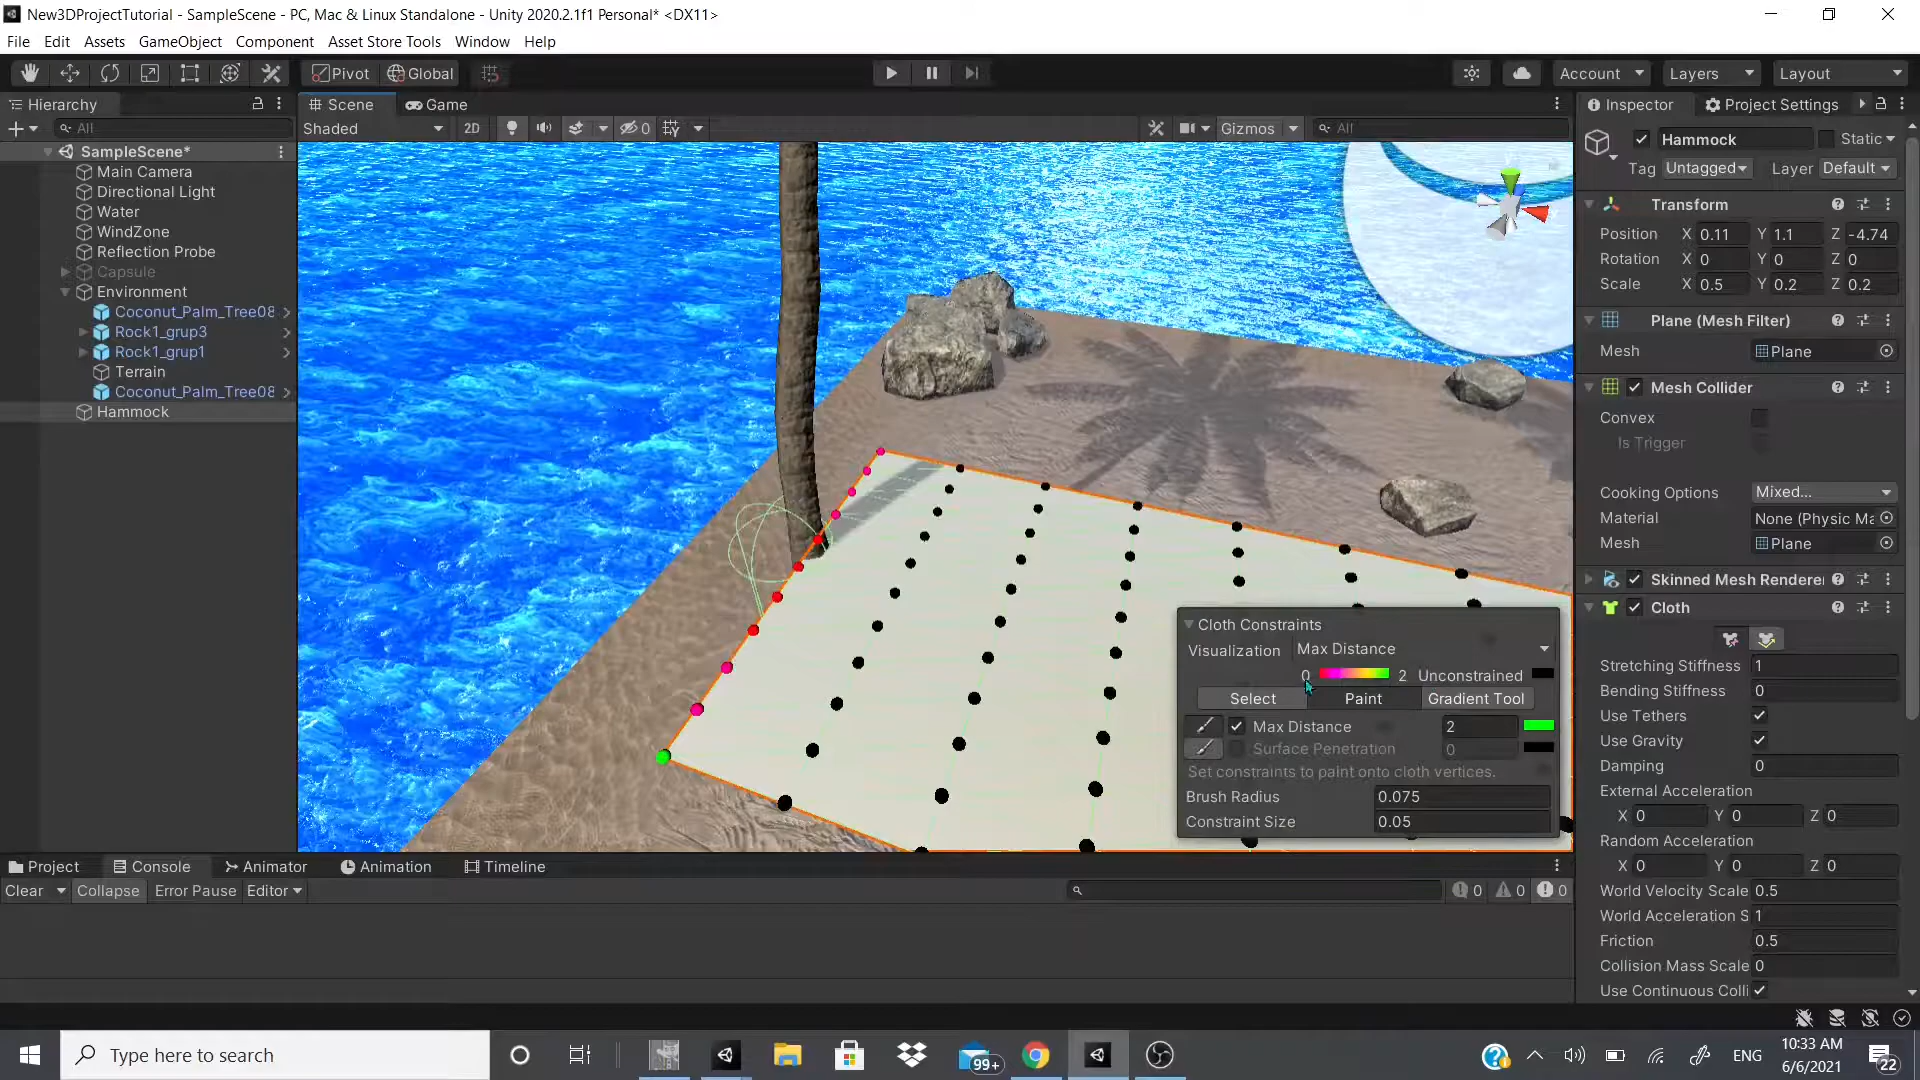 New3DProjectTutorial - SampleScene - PC, Mac & Linux Standalone - Unity 2020.2.1f1 Personal* <DX11>
File Edit Assets GameObject Component Asset Store Tools Window Help
Pivot Global Account Layers Layout
Hierarchy
All
SampleScene*
Main Camera
Directional Light
Water
WindZone
Reflection Probe
Capsule
Environment
Coconut_Palm_Tree08
Rock1_grup3
Rock1_grup1
Terrain
Coconut_Palm_Tree08
Hammock
Scene Game
Shaded 2D 0 Gizmos All
Cloth Constraints
Visualization Max Distance
0 2 Unconstrained
Select Paint Gradient Tool
Max Distance 2
Surface Penetration 0
Set constraints to paint onto cloth vertices.
Brush Radius 0.075
Constraint Size 0.05
Inspector Project Settings
Hammock Static
Tag Untagged Layer Default
Transform
Position X 0.11 Y 1.1 Z -4.74
Rotation X 0 Y 0 Z 0
Scale X 0.5 Y 0.2 Z 0.2
Plane (Mesh Filter)
Mesh Plane
Mesh Collider
Convex
Is Trigger
Cooking Options Mixed...
Material None (Physic Ma
Mesh Plane
Skinned Mesh Rendere
Cloth
Stretching Stiffness 1
Bending Stiffness 0
Use Tethers
Use Gravity
Damping 0
External Acceleration
X 0 Y 0 Z 0
Random Acceleration
X 0 Y 0 Z 0
World Velocity Scale 0.5
World Acceleration S 1
Friction 0.5
Collision Mass Scale 0
Use Continuous Colli
Project Console Animator Animation Timeline
Clear Collapse Error Pause Editor 0 0 0
Type here to search
99+
ENG
10:33 AM
6/6/2021
22